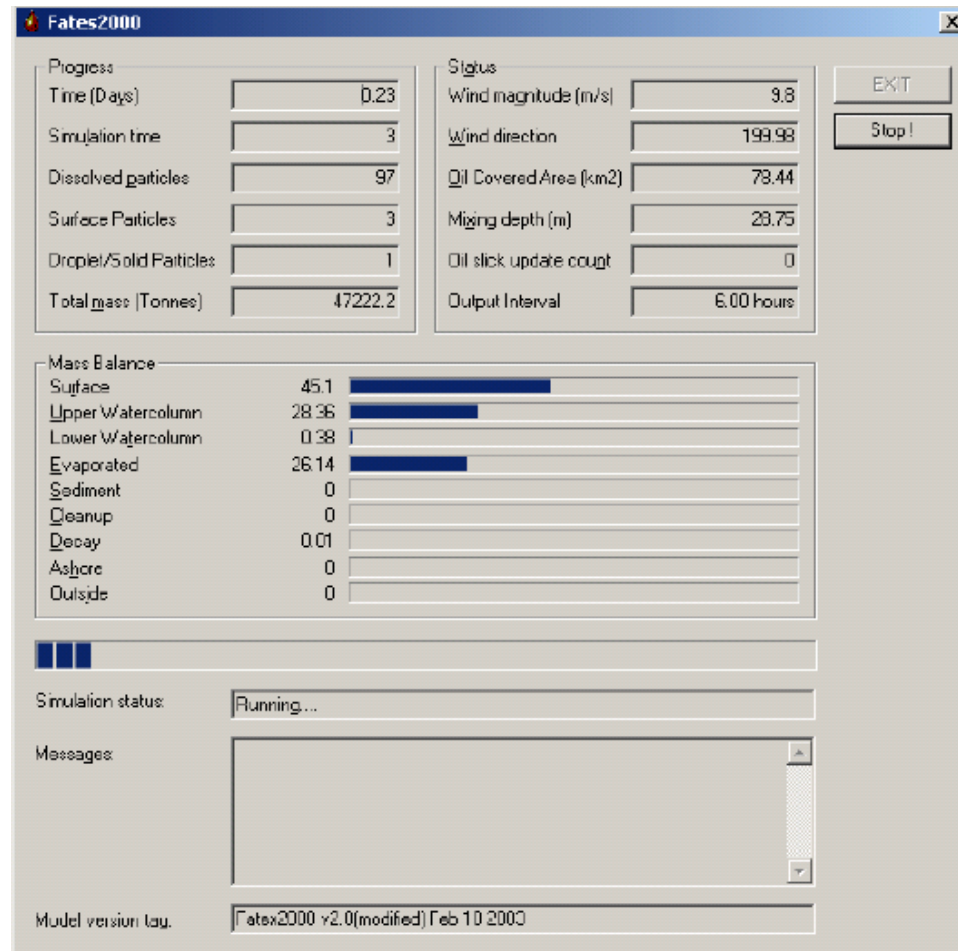 Fates2000
Progress
Time (Days) 0.23
Simulation time 3
Dissolved particles 97
Surface Particles 3
Droplet/Solid Particles 1
Total mass (Tonnes) 47222.2
Status
Wind magnitude (m/s) 9.8
Wind direction 199.98
Oil Covered Area (km2) 78.44
Mixing depth (m) 28.75
Oil slick update count 0
Output Interval 6.00 hours
EXIT
Stop!
Mass Balance
Surface 45.1
Upper Watercolumn 28.36
Lower Watercolumn 0.38
Evaporated 26.14
Sediment 0
Cleanup 0
Decay 0.01
Ashore 0
Outside 0
Simulation status: Running....
Messages:
Model version tag: Fatex2000 v2.0(modified) Feb 10 2003